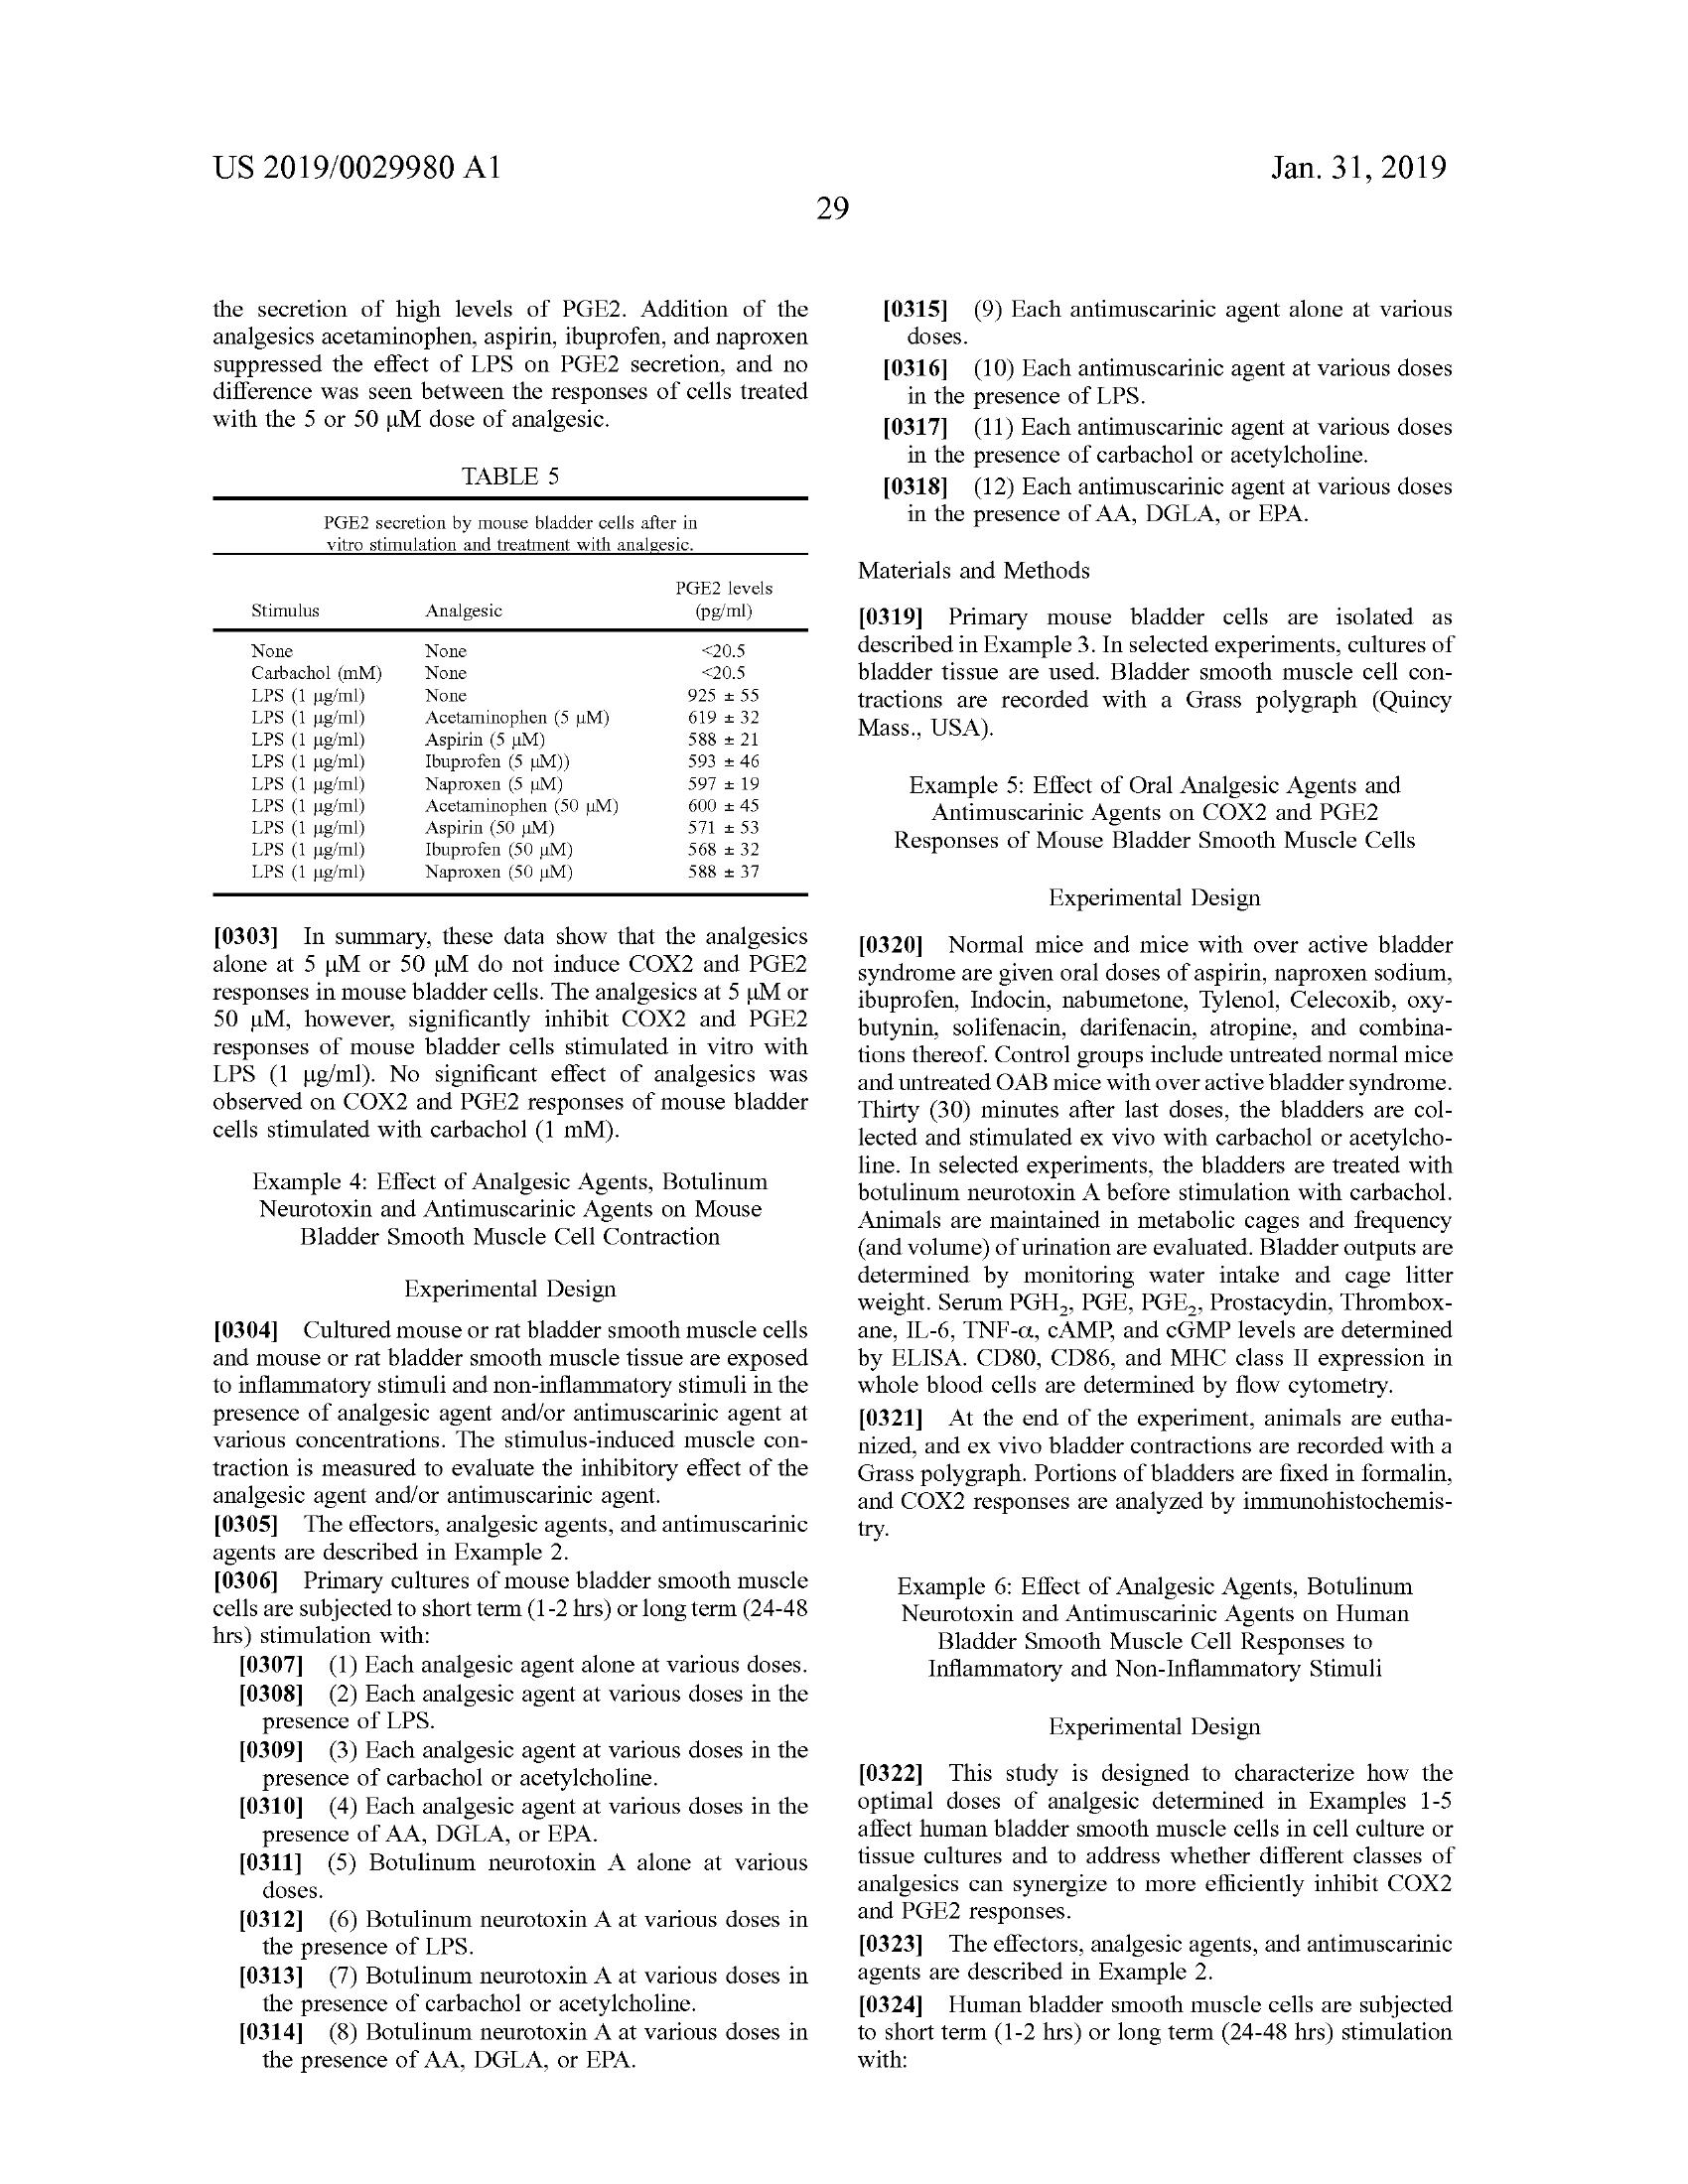 US 2019/0029980 A1
Jan. 31, 2019
29
the secretion of high levels of PGE2. Addition of the
analgesics acetaminophen, aspirin, ibuprofen, and naproxen
suppressed the effect of LPS on PGE2 secretion, and no
difference was seen between the responses of cells treated
with the 5 or 50 μM dose of analgesic.
TABLE 5
PGE2 secretion by mouse bladder cells after in
vitro stimulation and treatment with analgesic.
PGE2 levels
Stimulus Analgesic (pg/ml)
None None <20.5
Carbachol (mM) None <20.5
LPS (1 μg/ml) None 925 ± 55
LPS (1 μg/ml) Acetaminophen (5 μM) 619 ± 32
LPS (1 μg/ml) Aspirin (5 μM) 588 ± 21
LPS (1 μg/ml) Ibuprofen (5 μM)) 593 ± 46
LPS (1 μg/ml) Naproxen (5 μM) 597 ± 19
LPS (1 μg/ml) Acetaminophen (50 μM) 600 ± 45
LPS (1 μg/ml) Aspirin (50 μM) 571 ± 53
LPS (1 μg/ml) Ibuprofen (50 μM) 568 ± 32
LPS (1 μg/ml) Naproxen (50 μM) 588 ± 37
[0303] In summary, these data show that the analgesics
alone at 5 μM or 50 μM do not induce COX2 and PGE2
responses in mouse bladder cells. The analgesics at 5 μM or
50 μM, however, significantly inhibit COX2 and PGE2
responses of mouse bladder cells stimulated in vitro with
LPS (1 μg/ml). No significant effect of analgesics was
observed on COX2 and PGE2 responses of mouse bladder
cells stimulated with carbachol (1 mM).
Example 4: Effect of Analgesic Agents, Botulinum
Neurotoxin and Antimuscarinic Agents on Mouse
Bladder Smooth Muscle Cell Contraction
Experimental Design
[0304] Cultured mouse or rat bladder smooth muscle cells
and mouse or rat bladder smooth muscle tissue are exposed
to inflammatory stimuli and non-inflammatory stimuli in the
presence of analgesic agent and/or antimuscarinic agent at
various concentrations. The stimulus-induced muscle con-
traction is measured to evaluate the inhibitory effect of the
analgesic agent and/or antimuscarinic agent.
[0305] The effectors, analgesic agents, and antimuscarinic
agents are described in Example 2.
[0306] Primary cultures of mouse bladder smooth muscle
cells are subjected to short term (1-2 hrs) or long term (24-48
hrs) stimulation with:
[0307] (1) Each analgesic agent alone at various doses.
[0308] (2) Each analgesic agent at various doses in the
presence of LPS.
[0309] (3) Each analgesic agent at various doses in the
presence of carbachol or acetylcholine.
[0310] (4) Each analgesic agent at various doses in the
presence of AA, DGLA, or EPA.
[0311] (5) Botulinum neurotoxin A alone at various
doses.
[0312] (6) Botulinum neurotoxin A at various doses in
the presence of LPS.
[0313] (7) Botulinum neurotoxin A at various doses in
the presence of carbachol or acetylcholine.
[0314] (8) Botulinum neurotoxin A at various doses in
the presence of AA, DGLA, or EPA.
[0315] (9) Each antimuscarinic agent alone at various
doses.
[0316] (10) Each antimuscarinic agent at various doses
in the presence of LPS.
[0317] (11) Each antimuscarinic agent at various doses
in the presence of carbachol or acetylcholine.
[0318] (12) Each antimuscarinic agent at various doses
in the presence of AA, DGLA, or EPA.
Materials and Methods
[0319] Primary mouse bladder cells are isolated as
described in Example 3. In selected experiments, cultures of
bladder tissue are used. Bladder smooth muscle cell con-
tractions are recorded with a Grass polygraph (Quincy
Mass., USA).
Example 5: Effect of Oral Analgesic Agents and
Antimuscarinic Agents on COX2 and PGE2
Responses of Mouse Bladder Smooth Muscle Cells
Experimental Design
[0320] Normal mice and mice with over active bladder
syndrome are given oral doses of aspirin, naproxen sodium,
ibuprofen, Indocin, nabumetone, Tylenol, Celecoxib, oxy-
butynin, solifenacin, darifenacin, atropine, and combina-
tions thereof. Control groups include untreated normal mice
and untreated OAB mice with over active bladder syndrome.
Thirty (30) minutes after last doses, the bladders are col-
lected and stimulated ex vivo with carbachol or acetylcho-
line. In selected experiments, the bladders are treated with
botulinum neurotoxin A before stimulation with carbachol.
Animals are maintained in metabolic cages and frequency
(and volume) of urination are evaluated. Bladder outputs are
determined by monitoring water intake and cage litter
weight. Serum PGH₂, PGE, PGE₂, Prostacydin, Thrombox-
ane, IL-6, TNF-α, cAMP, and cGMP levels are determined
by ELISA. CD80, CD86, and MHC class II expression in
whole blood cells are determined by flow cytometry.
[0321] At the end of the experiment, animals are eutha-
nized, and ex vivo bladder contractions are recorded with a
Grass polygraph. Portions of bladders are fixed in formalin,
and COX2 responses are analyzed by immunohistochemis-
try.
Example 6: Effect of Analgesic Agents, Botulinum
Neurotoxin and Antimuscarinic Agents on Human
Bladder Smooth Muscle Cell Responses to
Inflammatory and Non-Inflammatory Stimuli
Experimental Design
[0322] This study is designed to characterize how the
optimal doses of analgesic determined in Examples 1-5
affect human bladder smooth muscle cells in cell culture or
tissue cultures and to address whether different classes of
analgesics can synergize to more efficiently inhibit COX2
and PGE2 responses.
[0323] The effectors, analgesic agents, and antimuscarinic
agents are described in Example 2.
[0324] Human bladder smooth muscle cells are subjected
to short term (1-2 hrs) or long term (24-48 hrs) stimulation
with: